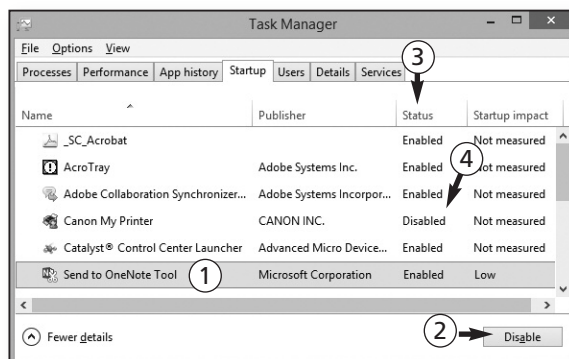 Task Manager
File Options View
Processes Performance App history Startup Users Details Services
3
Name Publisher Status Startup impact
_SC_Acrobat Enabled Not measured
4
AcroTray Adobe Systems Inc. Enabled Not measured
Adobe Collaboration Synchronizer... Adobe Systems Incorpor... Enabled Not measured
Canon My Printer CANON INC. Disabled Not measured
Catalyst® Control Center Launcher Advanced Micro Device... Enabled Not measured
Send to OneNote Tool 1 Microsoft Corporation Enabled Low
Fewer details 2 Disable